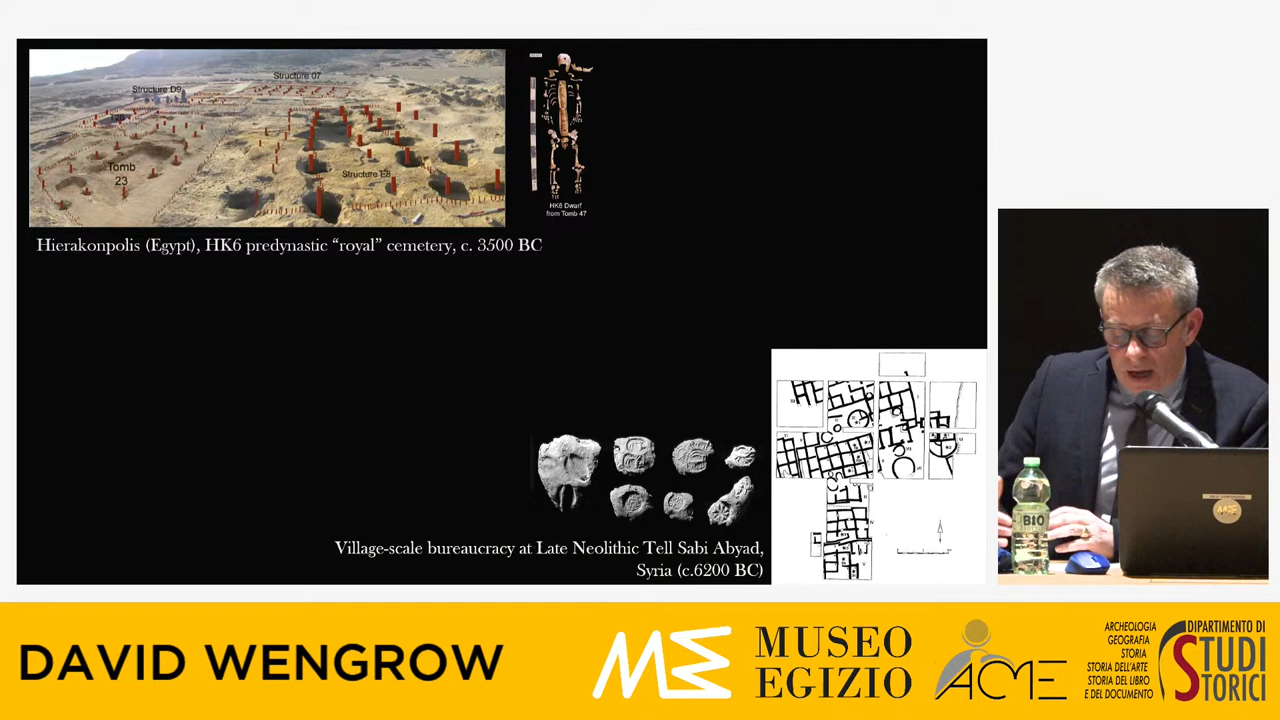 Structure 07
Structure D9
Tomb
23
Structure E8
HK6 Dwarf
from Tomb 47
Hierakonpolis (Egypt), HK6 predynastic “royal” cemetery, c. 3500 BC
Village-scale bureaucracy at Late Neolithic Tell Sabi Abyad,
Syria (c.6200 BC)
BIO
DAVID WENGROW
MUSEO
EGIZIO
ACME
ARCHEOLOGIA
GEOGRAFIA
STORIA
STORIA DELL'ARTE
STORIA DEL LIBRO
E DEL DOCUMENTO
DIPARTIMENTO DI
STUDI
STORICI